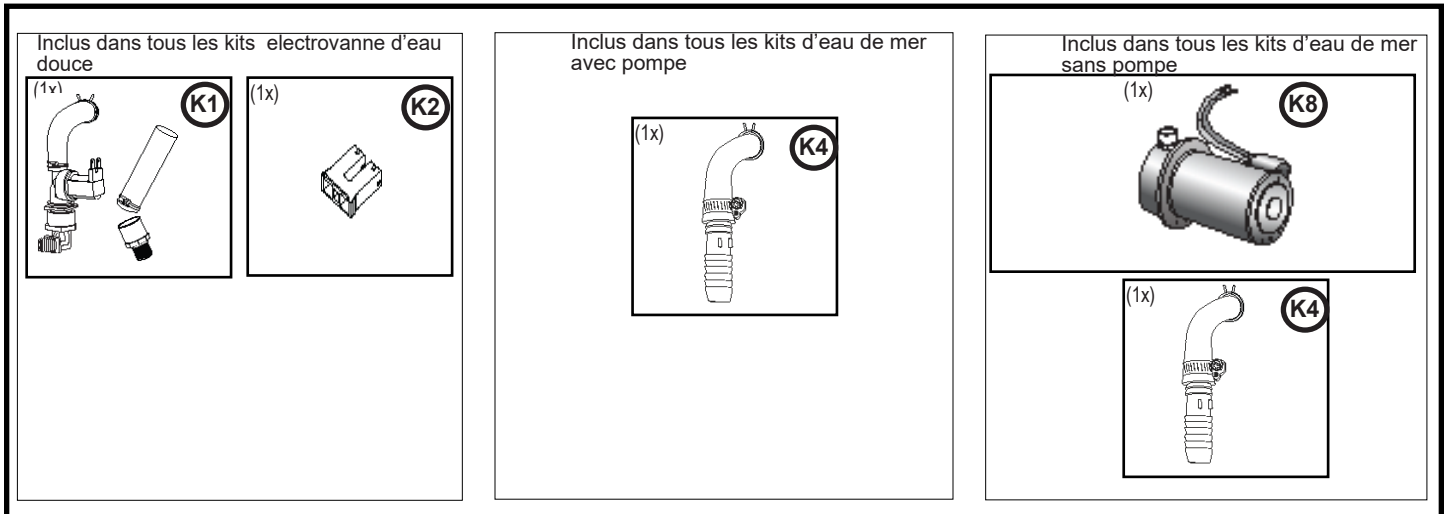 Inclus dans tous les kits electrovanne d'eau
douce
(1x)
K1
(1x)
K2
Inclus dans tous les kits d'eau de mer
avec pompe
(1x)
K4
Inclus dans tous les kits d'eau de mer
sans pompe
(1x)
K8
(1x)
K4